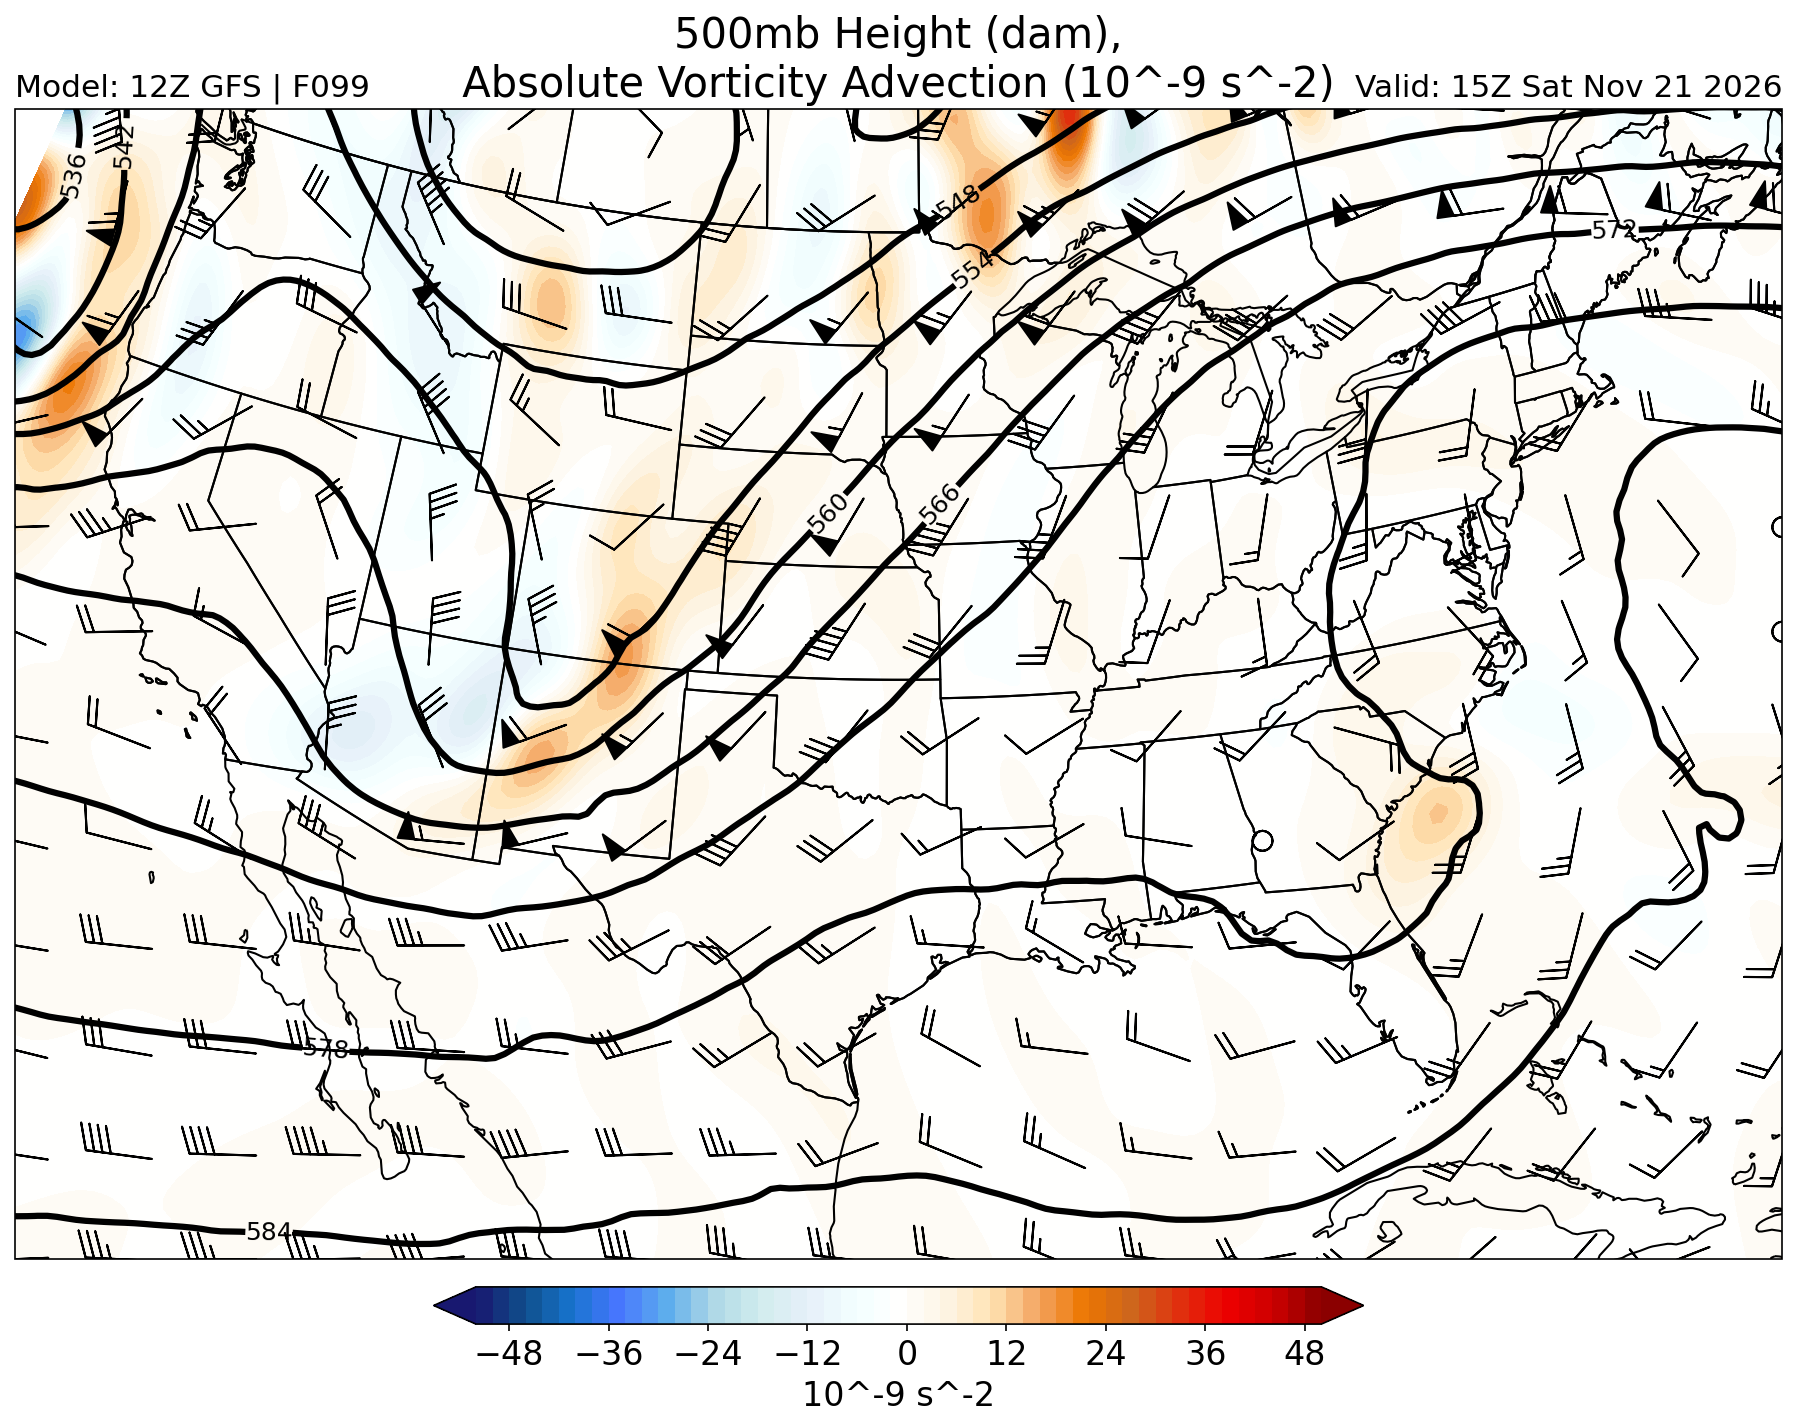 500mb Height (dam),
Model: 12Z GFS | F099
Absolute Vorticity Advection (10^-9 s^-2)
Valid: 15Z Sat Nov 21 2026
536
542
548
554
572
560
566
578
584
−48 −36 −24 −12 0 12 24 36 48
10^-9 s^-2